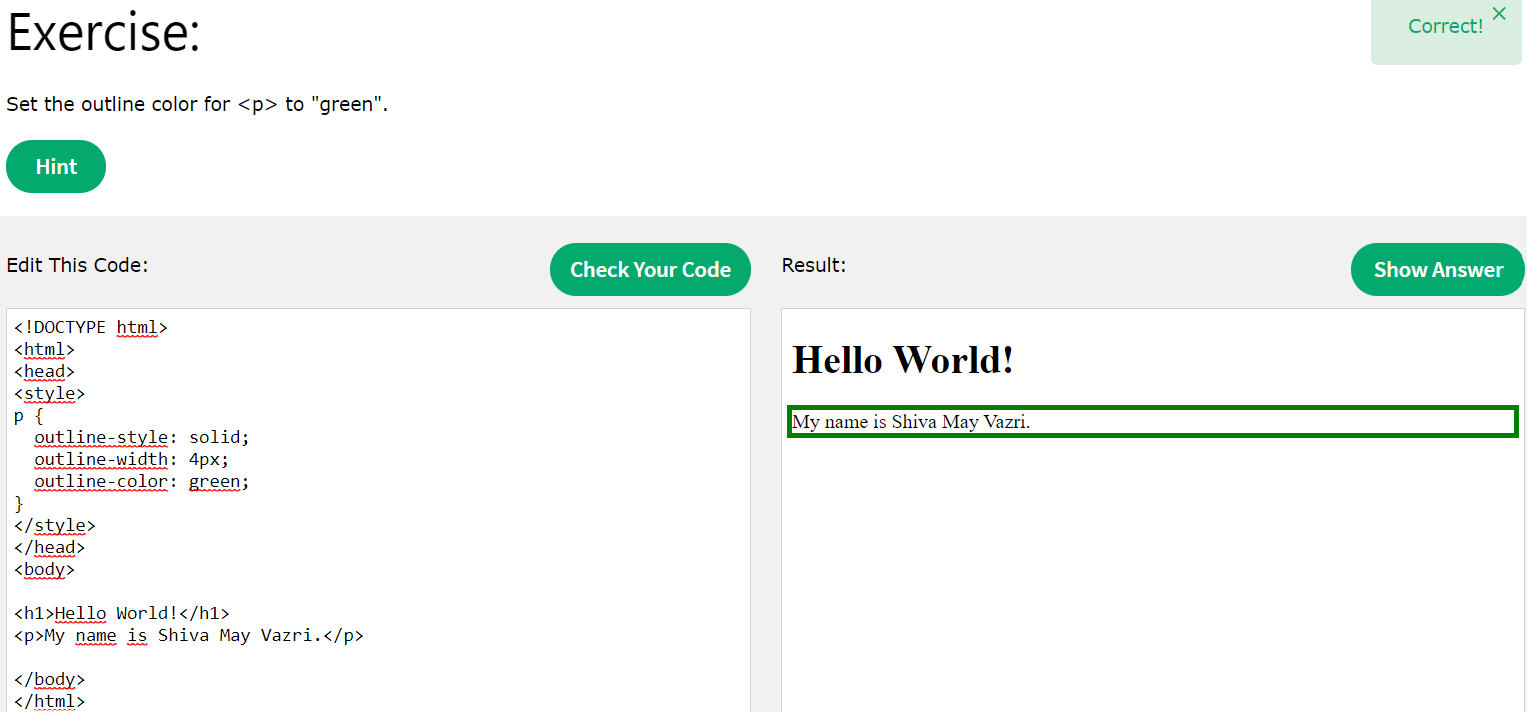 Exercise:
Correct!
×
Set the outline color for <p> to "green".
Hint
Edit This Code:
Check Your Code
Result:
Show Answer
<!DOCTYPE html>
<html>
<head>
<style>
p {
  outline-style: solid;
  outline-width: 4px;
  outline-color: green;
}
</style>
</head>
<body>

<h1>Hello World!</h1>
<p>My name is Shiva May Vazri.</p>

</body>
</html>
Hello World!
My name is Shiva May Vazri.